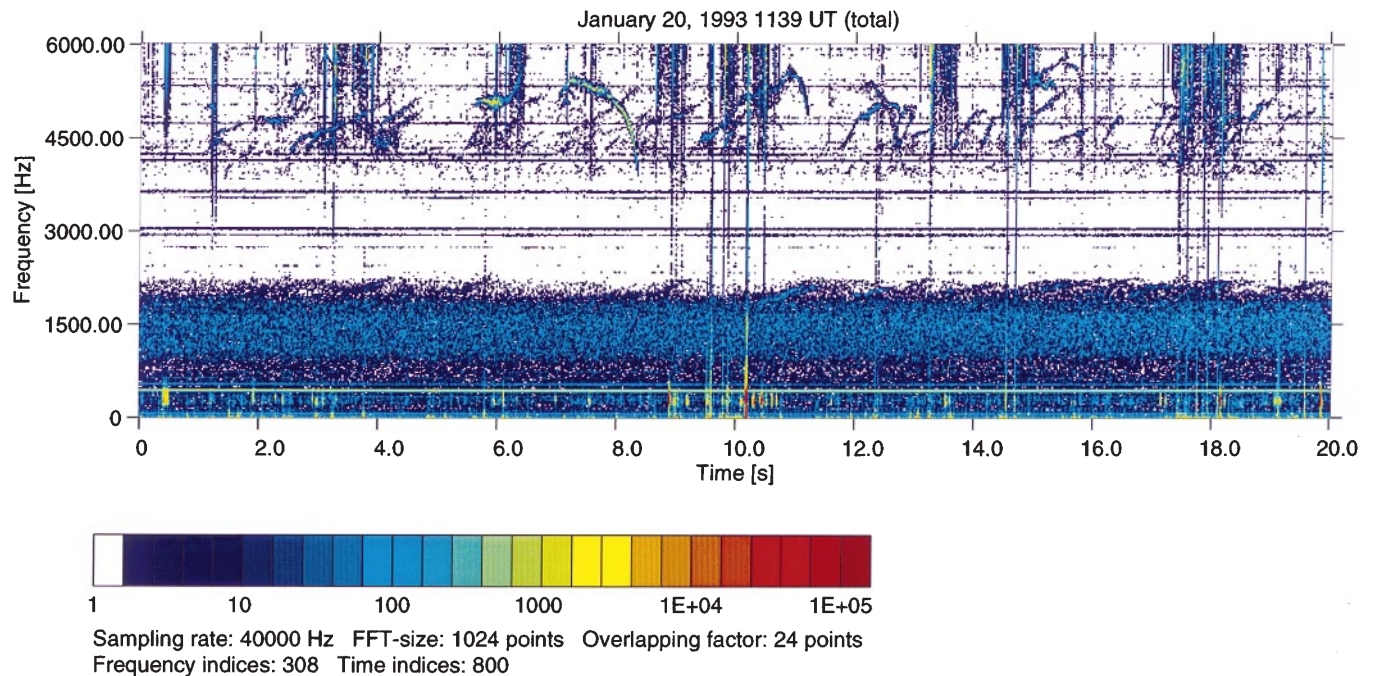 January 20, 1993 1139 UT (total)
6000.00
4500.00
3000.00
1500.00
0
Frequency [Hz]
0 2.0 4.0 6.0 8.0 10.0 12.0 14.0 16.0 18.0 20.0
Time [s]
1 10 100 1000 1E+04 1E+05
Sampling rate: 40000 Hz FFT-size: 1024 points Overlapping factor: 24 points
Frequency indices: 308 Time indices: 800